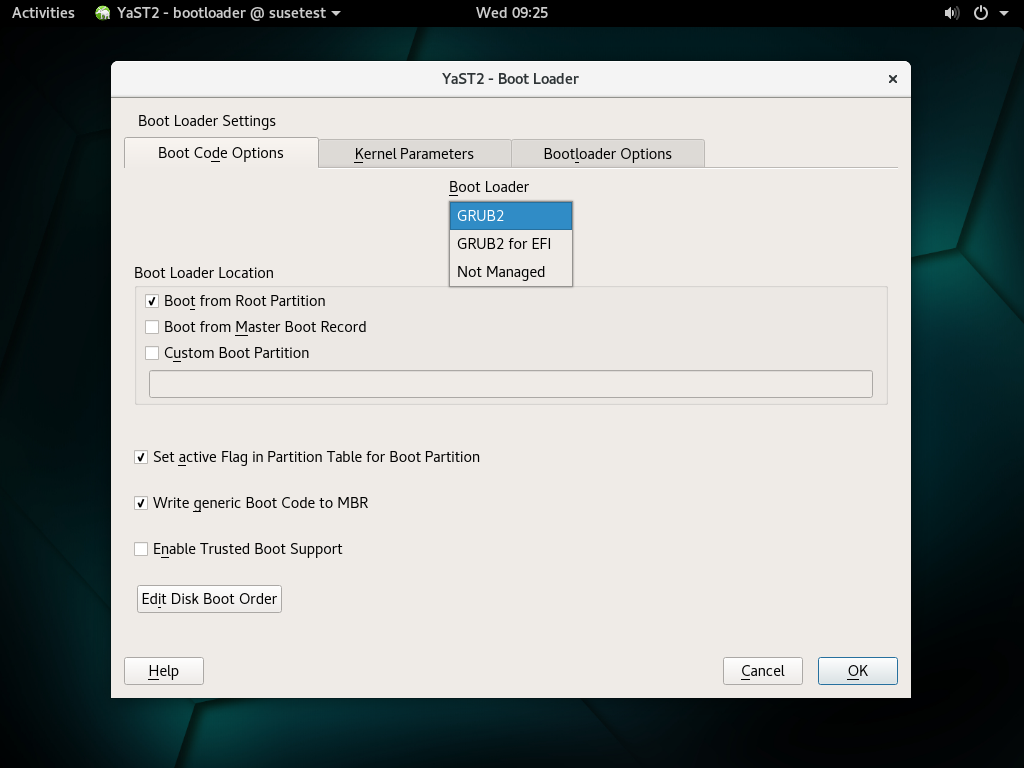 Activities YaST2 - bootloader @ susetest Wed 09:25
YaST2 - Boot Loader
Boot Loader Settings
Boot Code Options Kernel Parameters Bootloader Options
Boot Loader
GRUB2
GRUB2 for EFI
Not Managed
Boot Loader Location
Boot from Root Partition
Boot from Master Boot Record
Custom Boot Partition
Set active Flag in Partition Table for Boot Partition
Write generic Boot Code to MBR
Enable Trusted Boot Support
Edit Disk Boot Order
Help Cancel OK